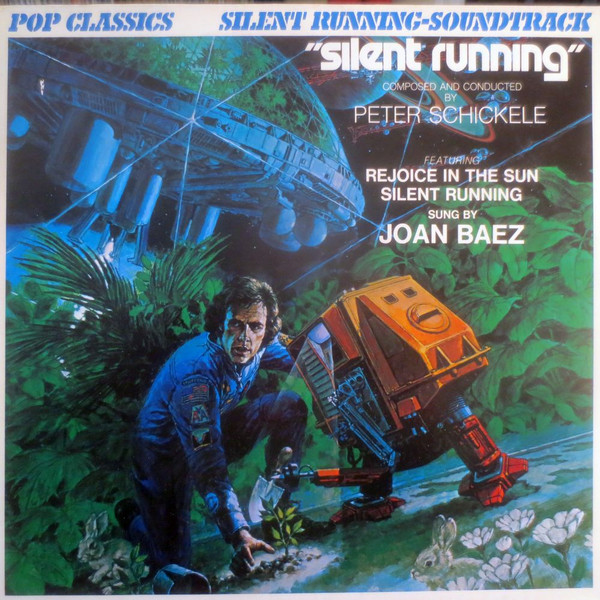 POP CLASSICS SILENT RUNNING-SOUNDTRACK
"silent running"
COMPOSED AND CONDUCTED
BY
PETER SCHICKELE
FEATURING
REJOICE IN THE SUN
SILENT RUNNING
SUNG BY
JOAN BAEZ